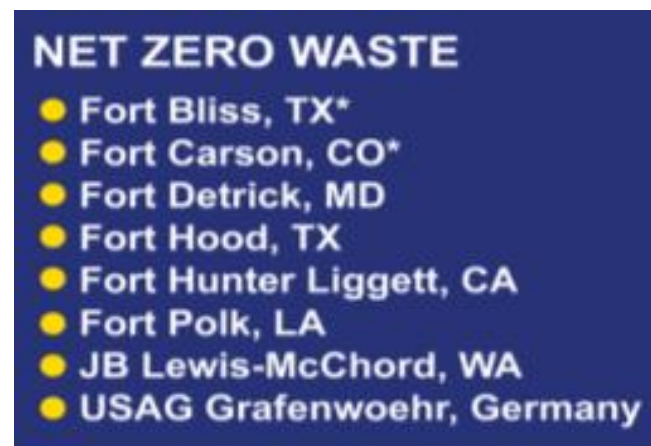 NET ZERO WASTE
Fort Bliss, TX*
Fort Carson, CO*
Fort Detrick, MD
Fort Hood, TX
Fort Hunter Liggett, CA
Fort Polk, LA
JB Lewis-McChord, WA
USAG Grafenwoehr, Germany